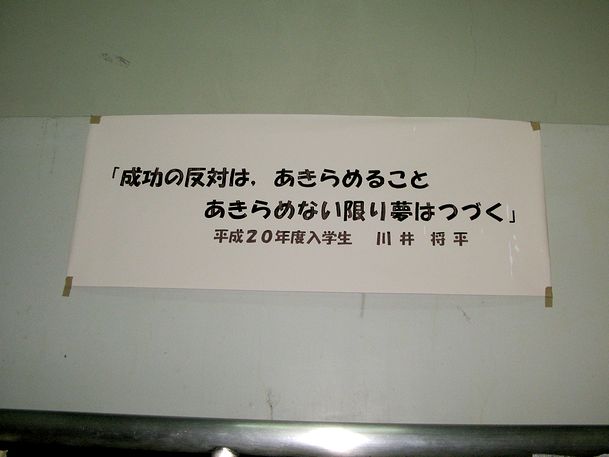 「成功の反対は，あきらめること
あきらめない限り夢はつづく」
平成20年度入学生　川井　将平